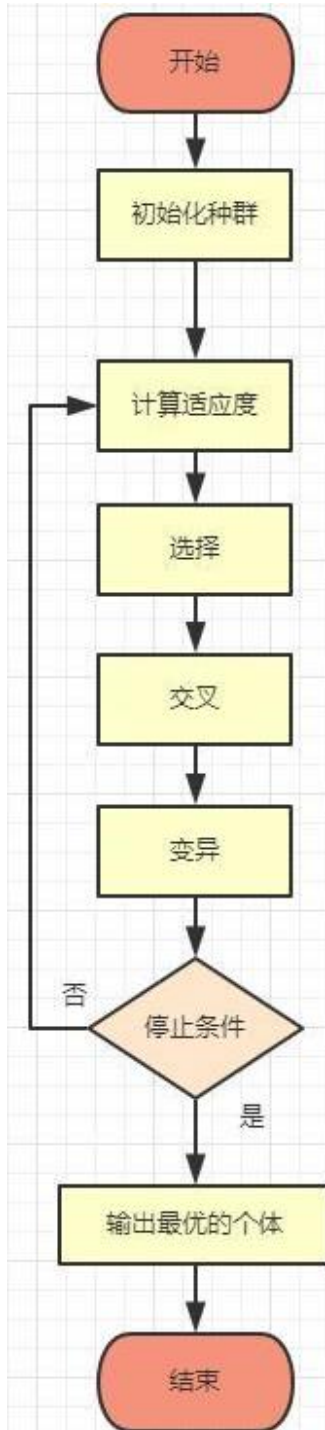 开始
初始化种群
计算适应度
选择
交叉
变异
否
停止条件
是
输出最优的个体
结束